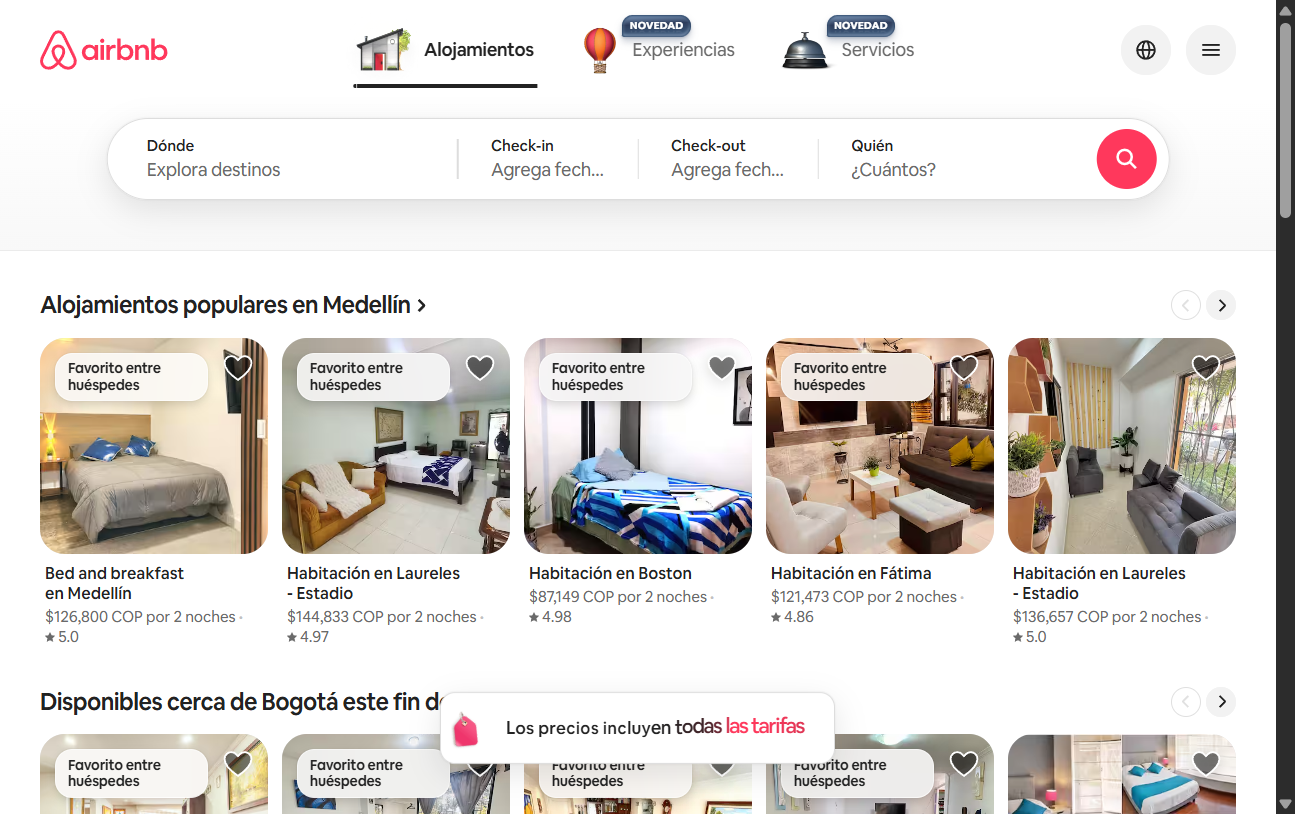 airbnb
Alojamientos
NOVEDAD
Experiencias
NOVEDAD
Servicios
Dónde
Explora destinos
Check-in
Agrega fech...
Check-out
Agrega fech...
Quién
¿Cuántos?
Alojamientos populares en Medellín
Favorito entre
huéspedes
Favorito entre
huéspedes
Favorito entre
huéspedes
Favorito entre
huéspedes
Bed and breakfast
en Medellín
$126,800 COP por 2 noches ·
★ 5.0
Habitación en Laureles
- Estadio
$144,833 COP por 2 noches ·
★ 4.97
Habitación en Boston
$87,149 COP por 2 noches ·
★ 4.98
Habitación en Fátima
$121,473 COP por 2 noches ·
★ 4.86
Habitación en Laureles
- Estadio
$136,657 COP por 2 noches ·
★ 5.0
Disponibles cerca de Bogotá este fin d
Los precios incluyen todas las tarifas
Favorito entre
huéspedes
Favorito entre
huéspedes
Favorito entre
huéspedes
Favorito entre
huéspedes